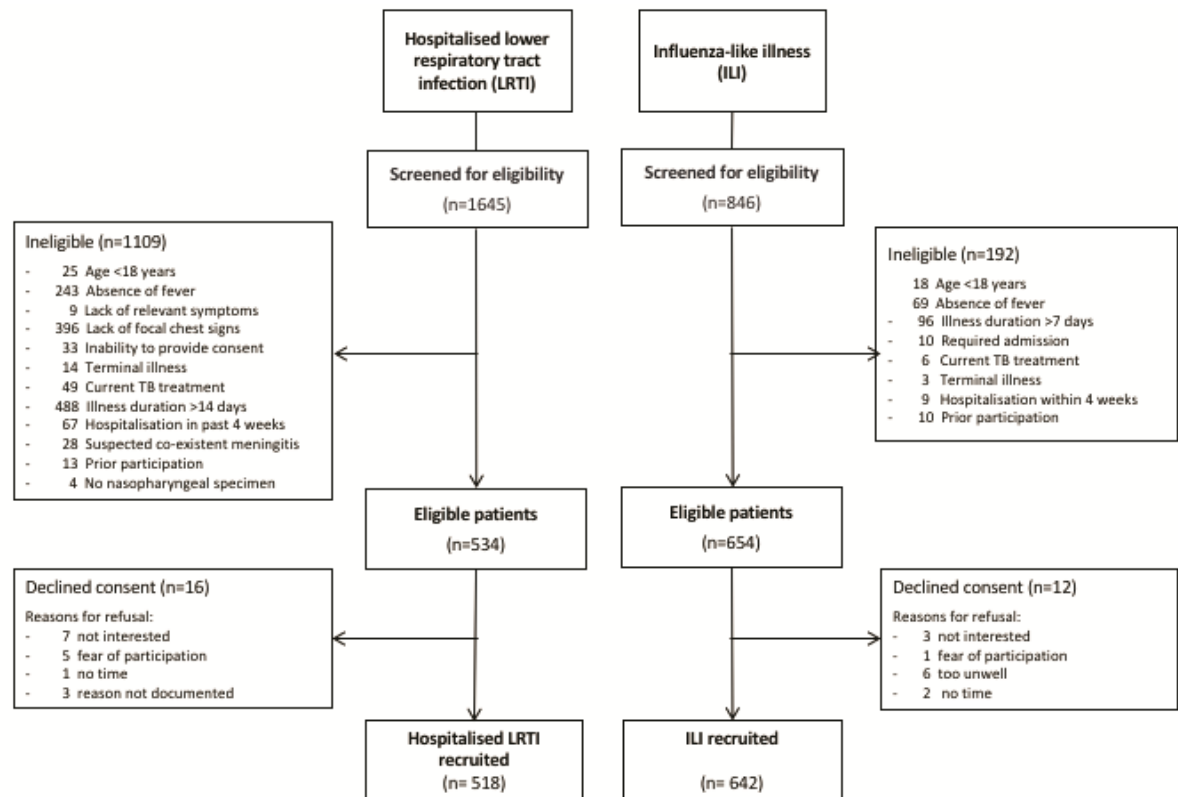 Hospitalised lower
respiratory tract
infection (LRTI)
Influenza-like illness
(ILI)
Screened for eligibility
(n=1645)
Screened for eligibility
(n=846)
Ineligible (n=1109)
- 25 Age <18 years
- 243 Absence of fever
- 9 Lack of relevant symptoms
- 396 Lack of focal chest signs
- 33 Inability to provide consent
- 14 Terminal illness
- 49 Current TB treatment
- 488 Illness duration >14 days
- 67 Hospitalisation in past 4 weeks
- 28 Suspected co-existent meningitis
- 13 Prior participation
- 4 No nasopharyngeal specimen
Ineligible (n=192)
18 Age <18 years
69 Absence of fever
- 96 Illness duration >7 days
- 10 Required admission
- 6 Current TB treatment
- 3 Terminal illness
- 9 Hospitalisation within 4 weeks
- 10 Prior participation
Eligible patients
(n=534)
Eligible patients
(n=654)
Declined consent (n=16)
Reasons for refusal:
- 7 not interested
- 5 fear of participation
- 1 no time
- 3 reason not documented
Declined consent (n=12)
Reasons for refusal:
- 3 not interested
- 1 fear of participation
- 6 too unwell
- 2 no time
Hospitalised LRTI
recruited
(n= 518)
ILI recruited
(n= 642)